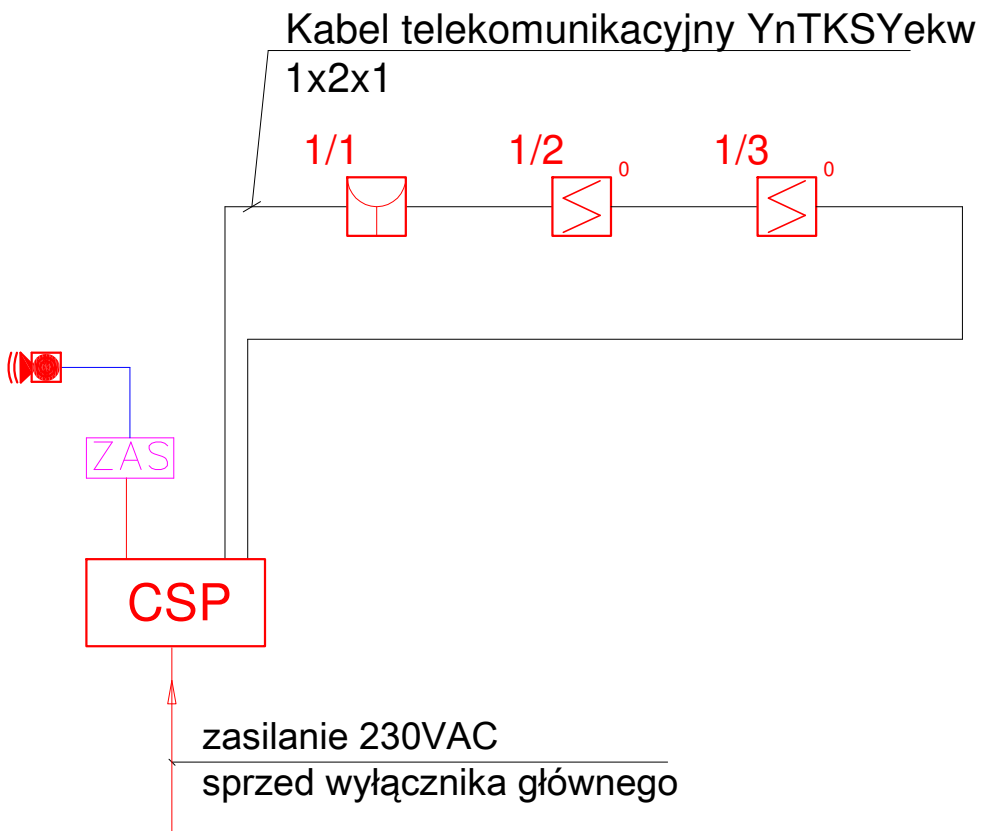 Kabel telekomunikacyjny YnTKSYekw
1x2x1
1/1 1/2 0 1/3 0
ZAS
CSP
zasilanie 230VAC
sprzed wyłącznika głównego